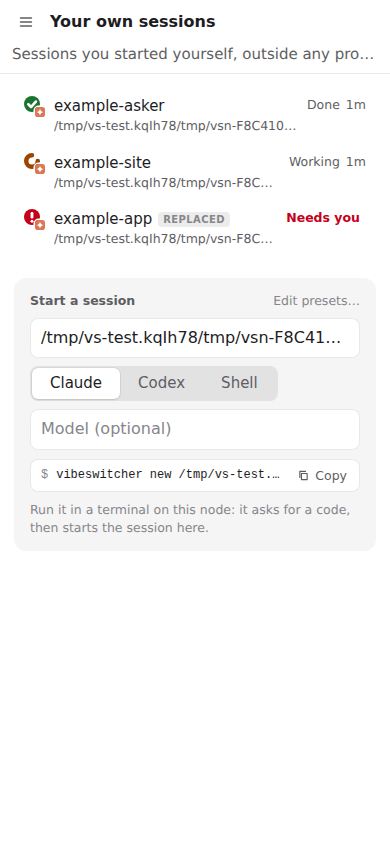 Your own sessions
Sessions you started yourself, outside any pro…
example-asker Done 1m
/tmp/vs-test.kqIh78/tmp/vsn-F8C410…
example-site Working 1m
/tmp/vs-test.kqIh78/tmp/vsn-F8C…
example-app REPLACED Needs you
/tmp/vs-test.kqIh78/tmp/vsn-F8C…
Start a session Edit presets…
/tmp/vs-test.kqIh78/tmp/vsn-F8C41…
Claude Codex Shell
Model (optional)
$ vibeswitcher new /tmp/vs-test.… Copy
Run it in a terminal on this node: it asks for a code,
then starts the session here.